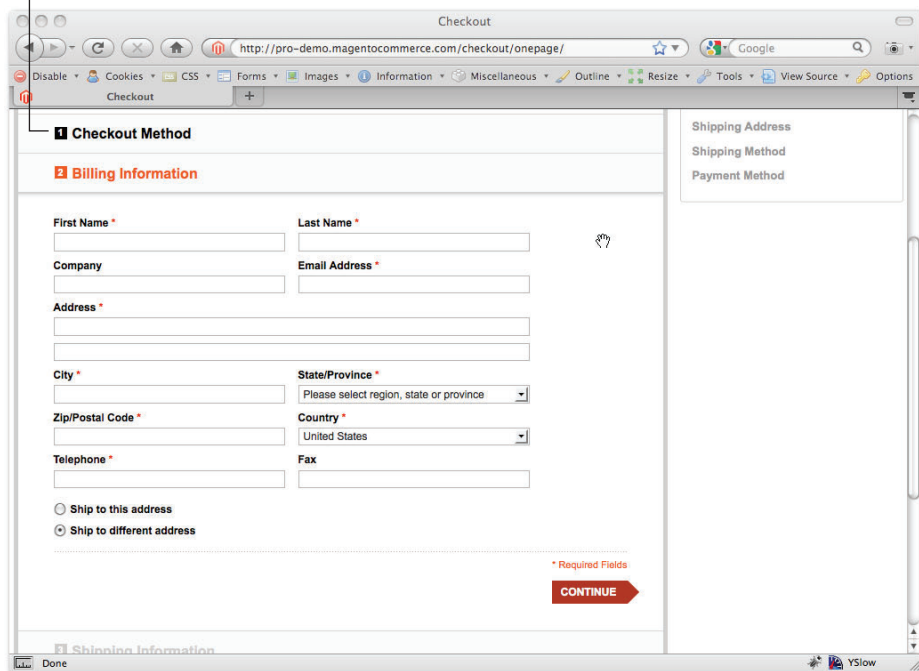 Checkout
http://pro-demo.magentocommerce.com/checkout/onepage/
Google
Disable Cookies CSS Forms Images Information Miscellaneous Outline Resize Tools View Source Options
Checkout +
1 Checkout Method
2 Billing Information
First Name * Last Name *
Company Email Address *
Address *
City * State/Province *
Please select region, state or province
Zip/Postal Code * Country *
United States
Telephone * Fax
Ship to this address
Ship to different address
* Required Fields
CONTINUE
3 Shipping Information
Shipping Address
Shipping Method
Payment Method
Done YSlow